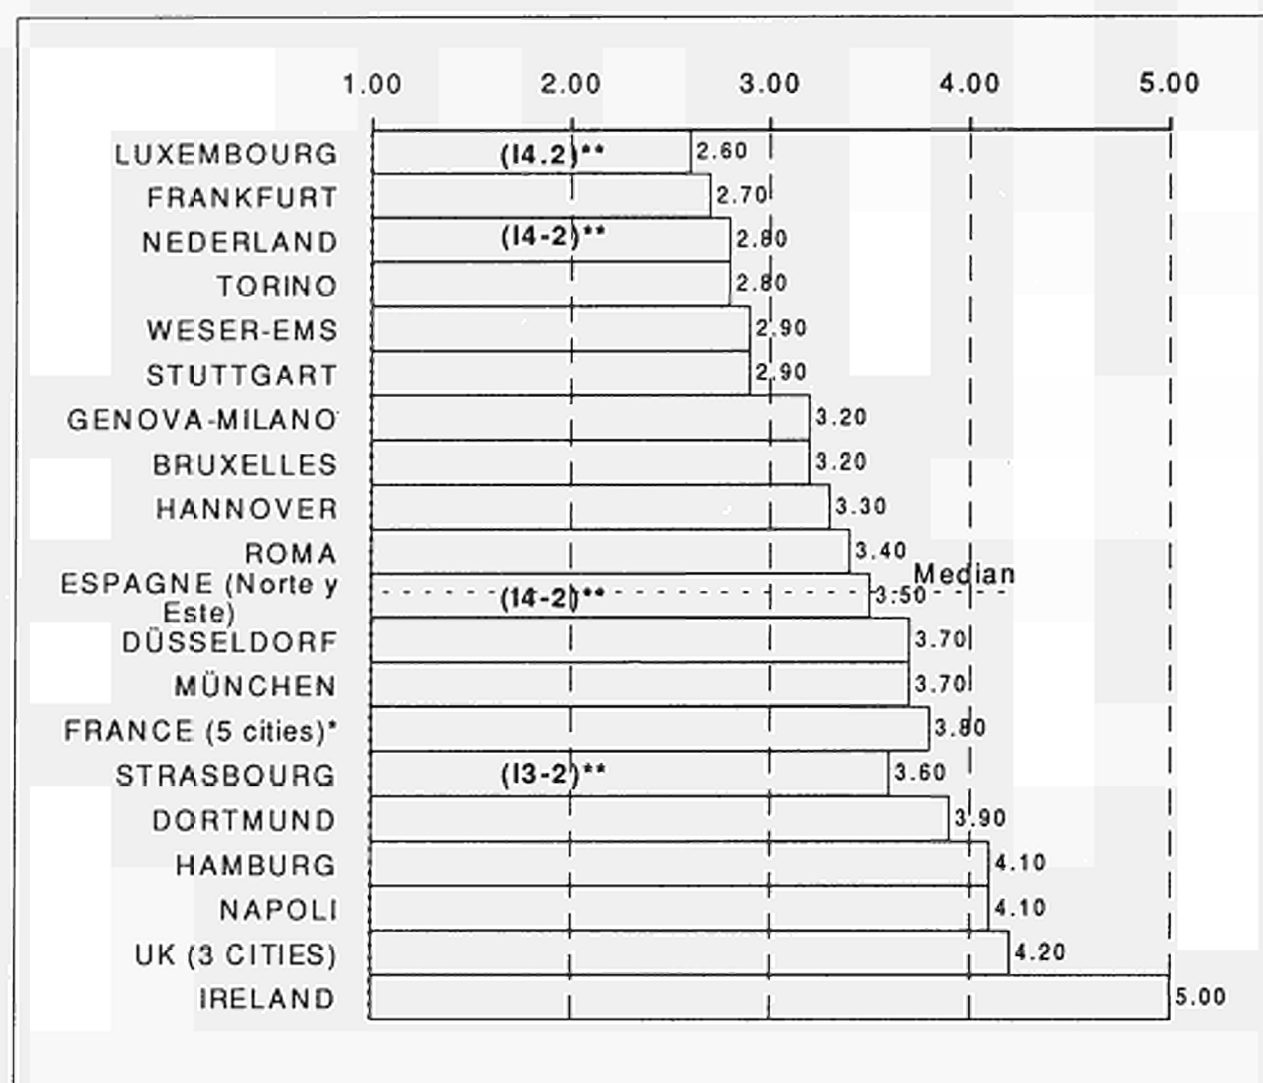 1.00 2.00 3.00 4.00 5.00
LUXEMBOURG (I4.2)** 2.60
FRANKFURT 2.70
NEDERLAND (I4-2)** 2.80
TORINO 2.80
WESER-EMS 2.90
STUTTGART 2.90
GENOVA-MILANO 3.20
BRUXELLES 3.20
HANNOVER 3.30
ROMA 3.40
Median
ESPAGNE (Norte y (I4-2)** 3.50
Este)
DÜSSELDORF 3.70
MÜNCHEN 3.70
FRANCE (5 cities)* 3.80
STRASBOURG (I3-2)** 3.60
DORTMUND 3.90
HAMBURG 4.10
NAPOLI 4.10
UK (3 CITIES) 4.20
IRELAND 5.00